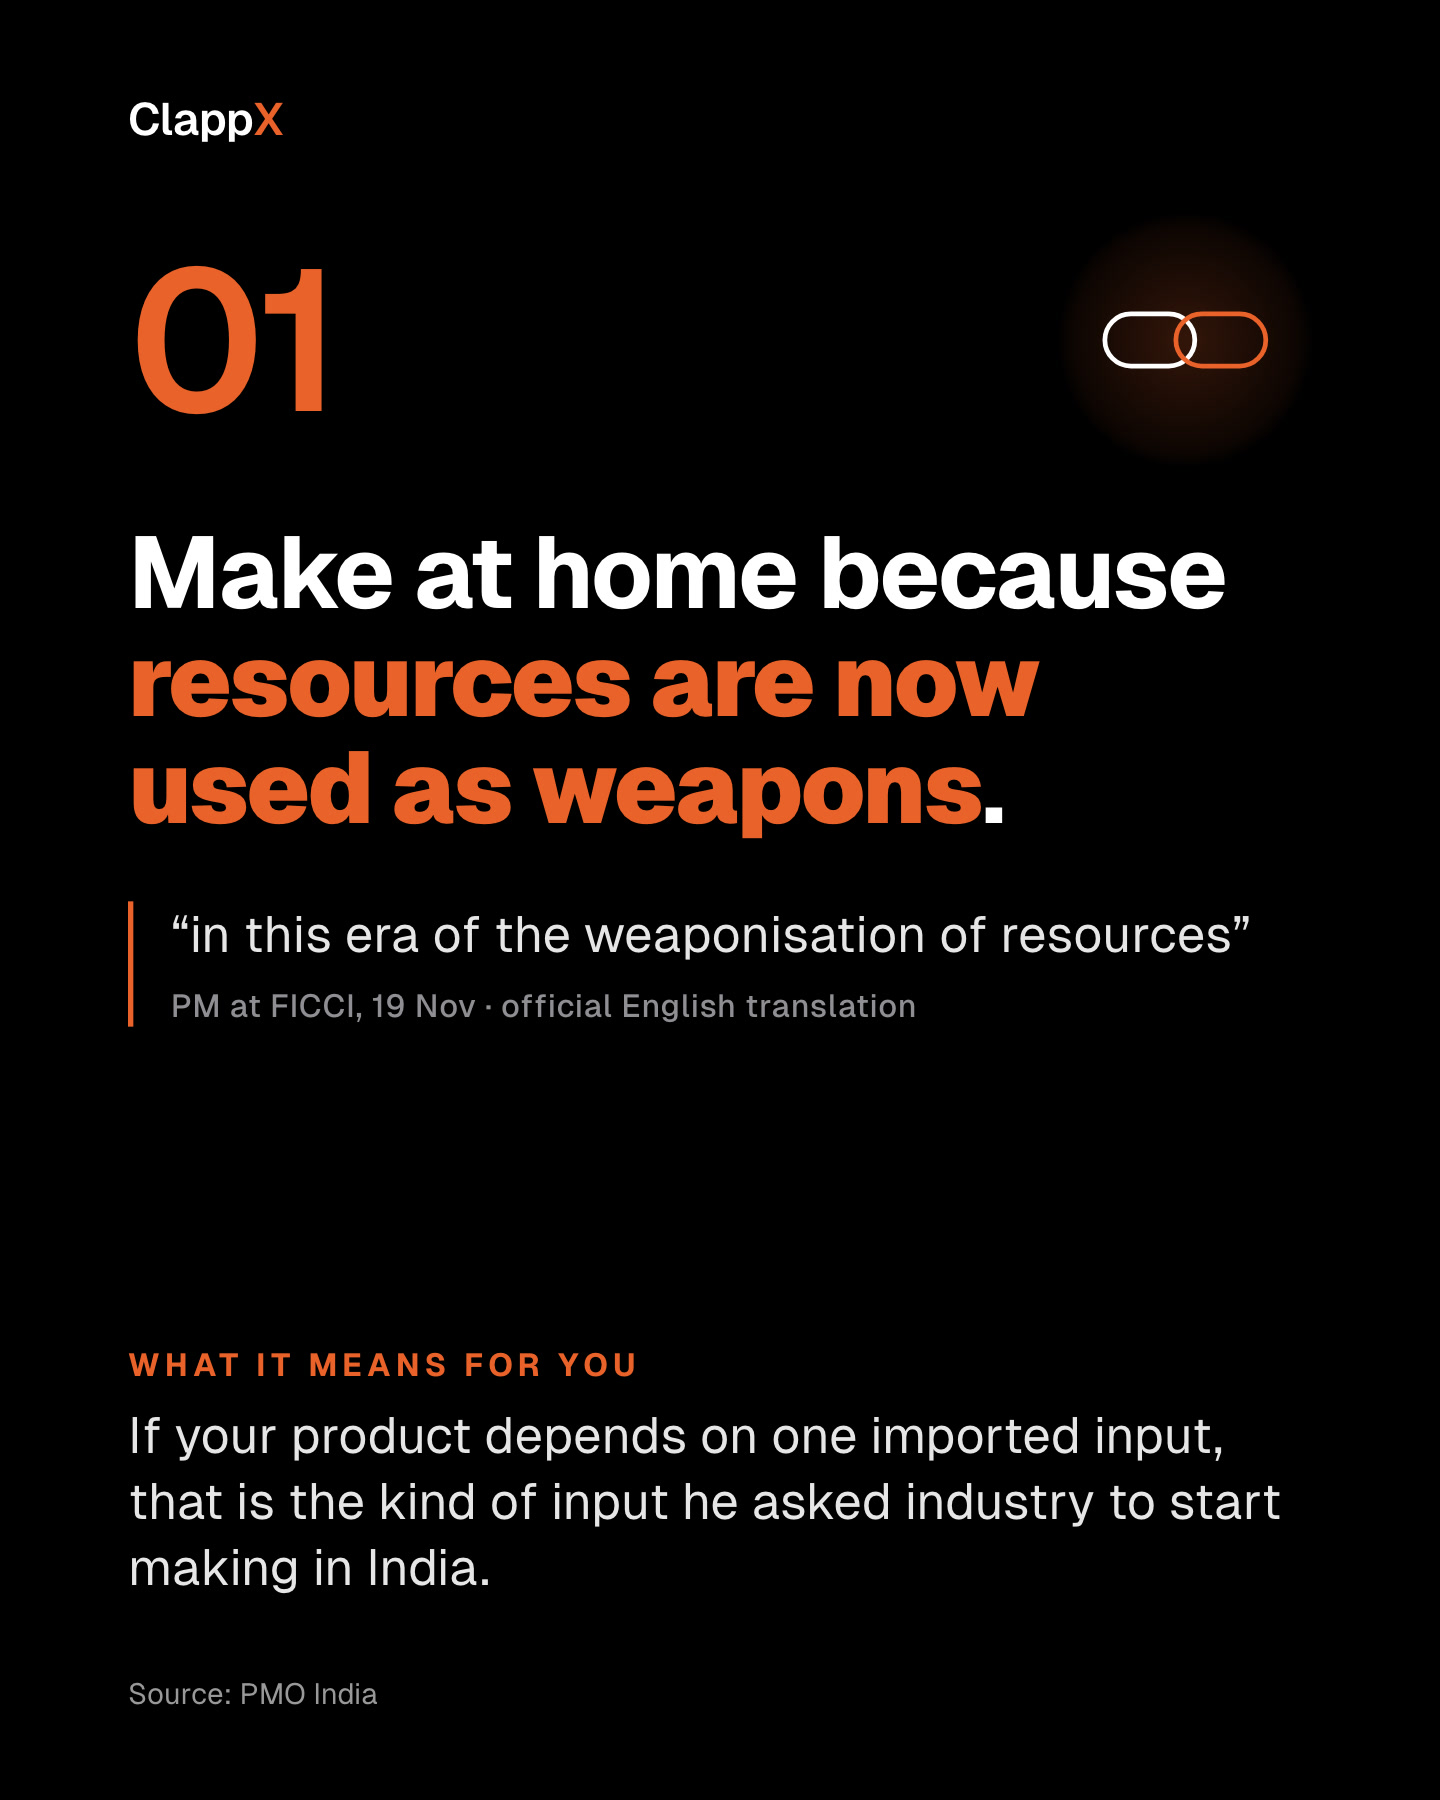 ClappX
01
Make at home because
resources are now
used as weapons.
“in this era of the weaponisation of resources”
PM at FICCI, 19 Nov · official English translation
WHAT IT MEANS FOR YOU
If your product depends on one imported input,
that is the kind of input he asked industry to start
making in India.
Source: PMO India